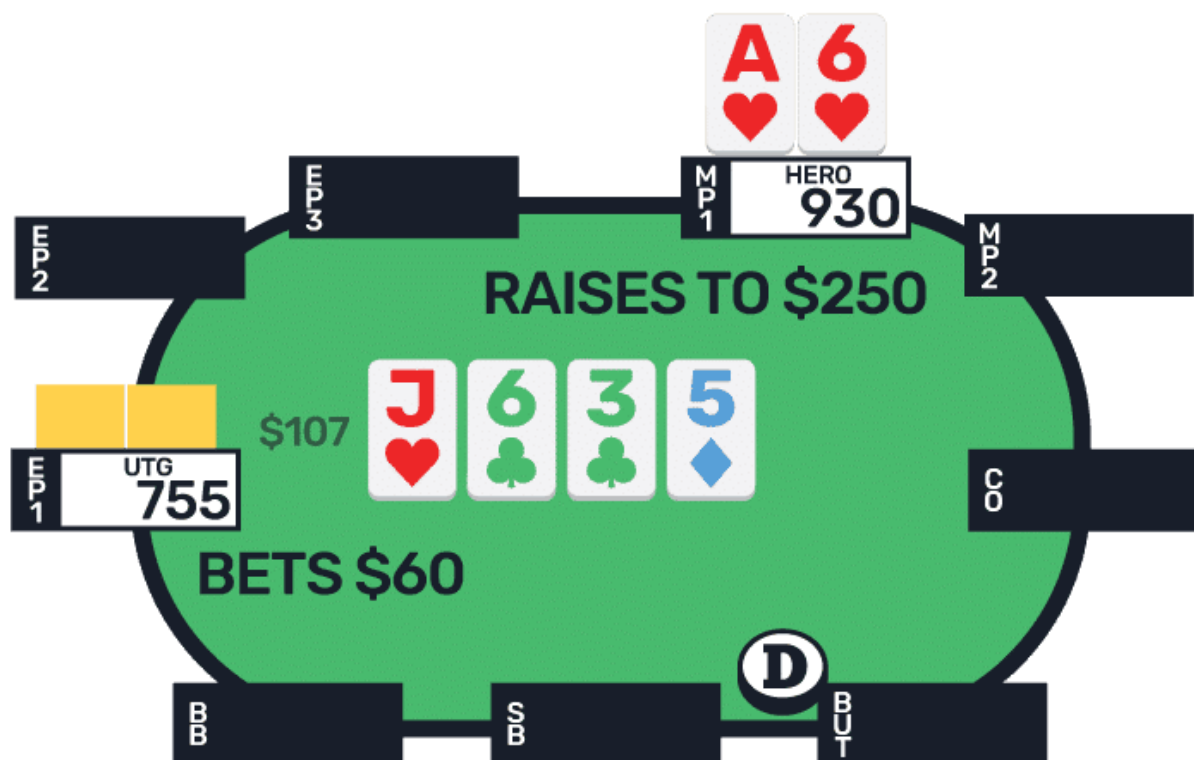 A 6
EP3
MP1
HERO
930
EP2
MP2
RAISES TO $250
J 6 3 5
$107
EP1
UTG
755
CO
BETS $60
D
BB
SB
BUT